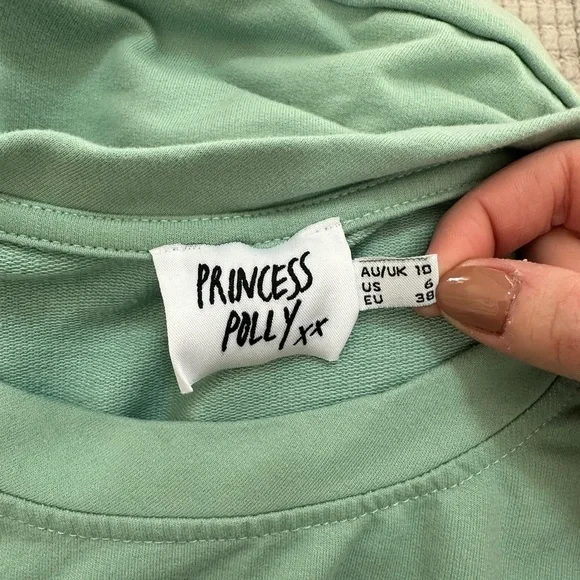 PRINCESS
POLLY xx
AU/UK 10
US 6
EU 38